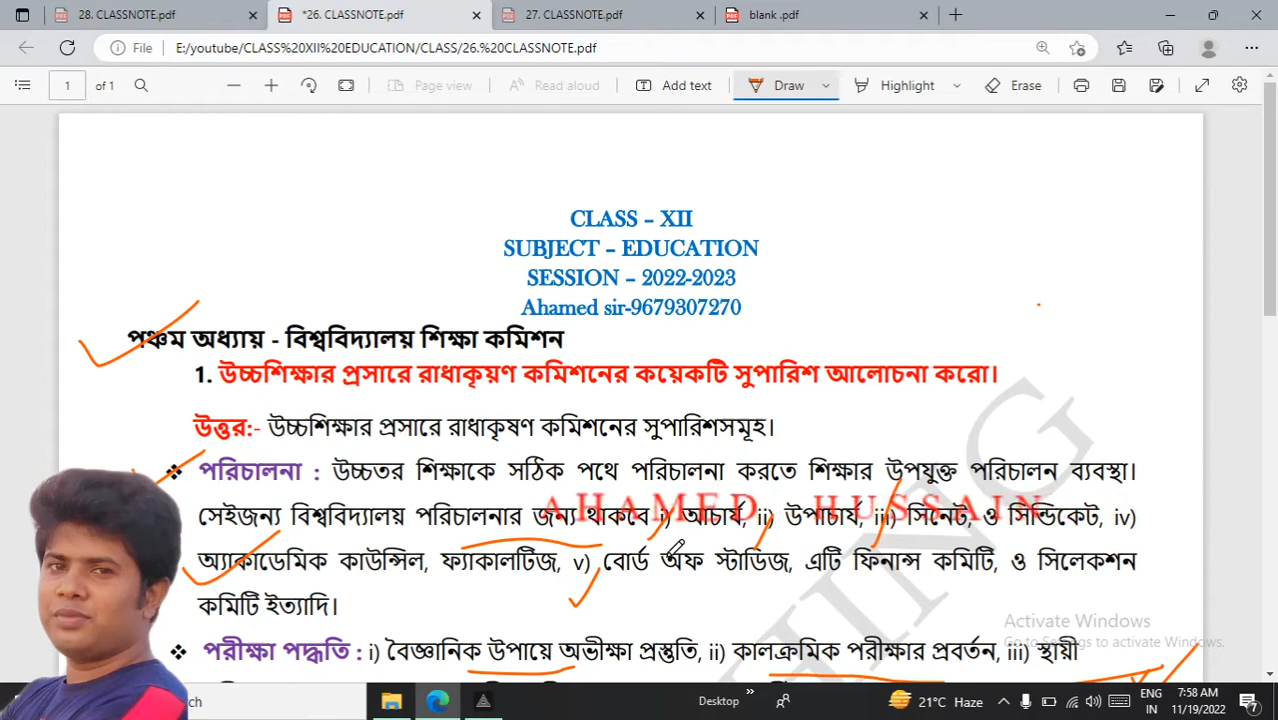 28. CLASSNOTE.pdf
*26. CLASSNOTE.pdf
27. CLASSNOTE.pdf
blank .pdf
File
E:/youtube/CLASS%20XII%20EDUCATION/CLASS/26.%20CLASSNOTE.pdf
1 of 1
Page view
Read aloud
Add text
Draw
Highlight
Erase
CLASS – XII
SUBJECT – EDUCATION
SESSION – 2022-2023
Ahamed sir-9679307270
পঞ্চম অধ্যায় - বিশ্ববিদ্যালয় শিক্ষা কমিশন
1. উচ্চশিক্ষার প্রসারে রাধাকৃয়ণ কমিশনের কয়েকটি সুপারিশ আলোচনা করো।
উত্তর:- উচ্চশিক্ষার প্রসারে রাধাকৃষণ কমিশনের সুপারিশসমূহ।
❖ পরিচালনা : উচ্চতর শিক্ষাকে সঠিক পথে পরিচালনা করতে শিক্ষার উপযুক্ত পরিচালন ব্যবস্থা।
AHAMED HUSSAIN
সেইজন্য বিশ্ববিদ্যালয় পরিচালনার জন্য থাকবে i) আচার্য, ii) উপাচার্য, iii) সিনেট, ও সিন্ডিকেট, iv)
অ্যাকাডেমিক কাউন্সিল, ফ্যাকালটিজ, v) বোর্ড অফ স্টাডিজ, এটি ফিনান্স কমিটি, ও সিলেকশন
কমিটি ইত্যাদি।
Activate Windows
Go to Settings to activate Windows.
❖ পরীক্ষা পদ্ধতি : i) বৈজ্ঞানিক উপায়ে অভীক্ষা প্রস্তুতি, ii) কালক্রমিক পরীক্ষার প্রবর্তন, iii) স্থায়ী
Desktop
21°C Haze
ENG
IN
7:58 AM
11/19/2022
7